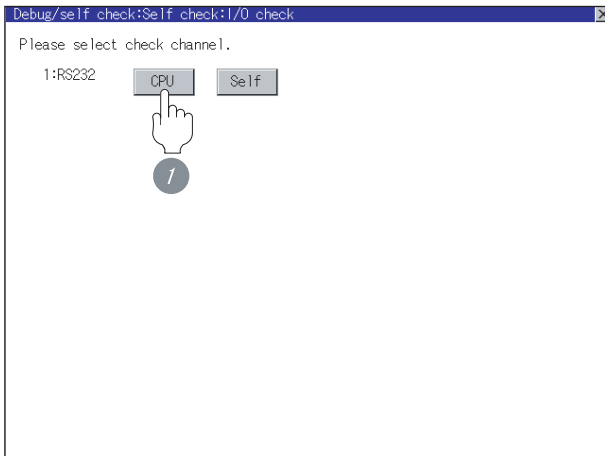 Debug/self check:Self check:I/O check
Please select check channel.
1:RS232 CPU Self
1